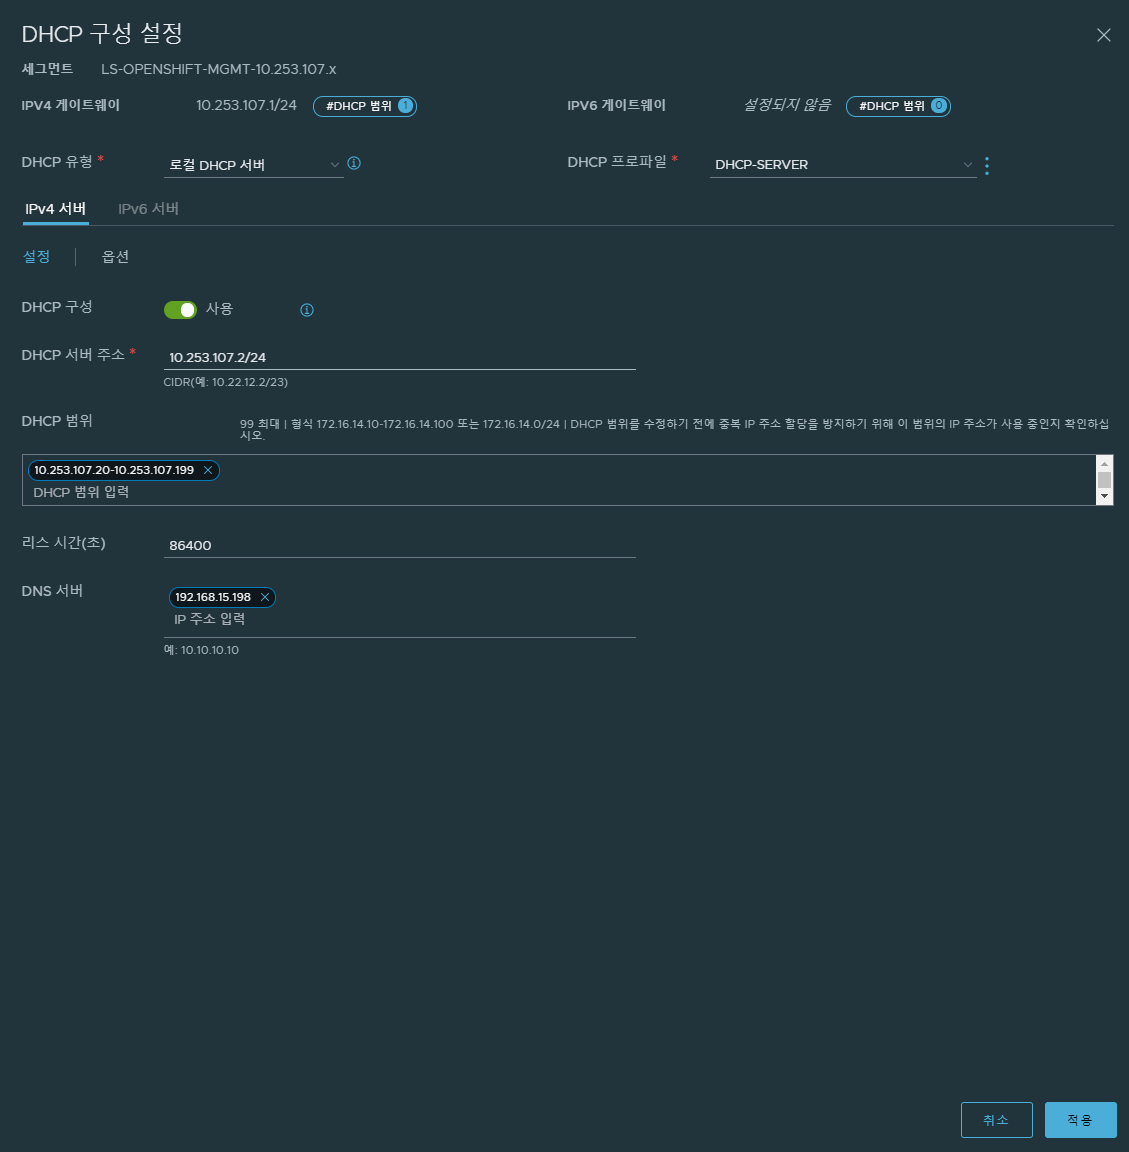 DHCP 구성 설정
세그먼트 LS-OPENSHIFT-MGMT-10.253.107.x
IPV4 게이트웨이 10.253.107.1/24 #DHCP 범위 1 IPV6 게이트웨이 설정되지 않음 #DHCP 범위 0
DHCP 유형 * 로컬 DHCP 서버 DHCP 프로파일 * DHCP-SERVER
IPv4 서버 IPv6 서버
설정 옵션
DHCP 구성 사용
DHCP 서버 주소 * 10.253.107.2/24
CIDR(예: 10.22.12.2/23)
DHCP 범위 99 최대 | 형식 172.16.14.10-172.16.14.100 또는 172.16.14.0/24 | DHCP 범위를 수정하기 전에 중복 IP 주소 할당을 방지하기 위해 이 범위의 IP 주소가 사용 중인지 확인하십
시오.
10.253.107.20-10.253.107.199
DHCP 범위 입력
리스 시간(초) 86400
DNS 서버 192.168.15.198
IP 주소 입력
예: 10.10.10.10
취소 적용